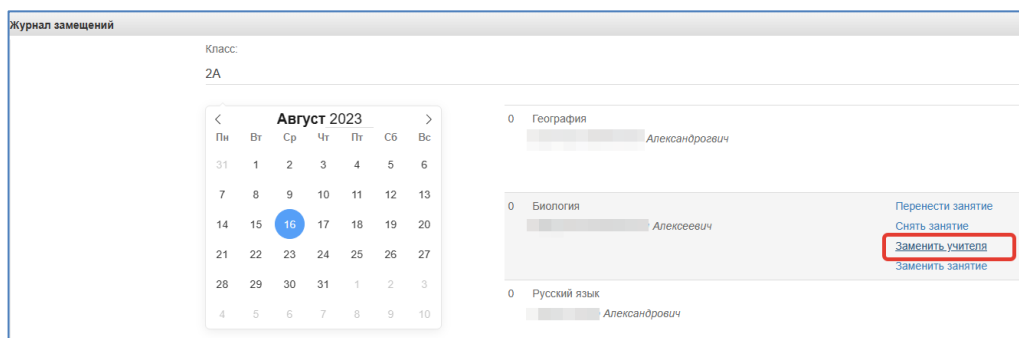 Журнал замещений
Класс:
2А
Август 2023
Пн Вт Ср Чт Пт Сб Вс
31 1 2 3 4 5 6
7 8 9 10 11 12 13
14 15 16 17 18 19 20
21 22 23 24 25 26 27
28 29 30 31 1 2 3
4 5 6 7 8 9 10
0 География
Александрогвич
0 Биология
Алексеевич
Перенести занятие
Снять занятие
Заменить учителя
Заменить занятие
0 Русский язык
Александрович